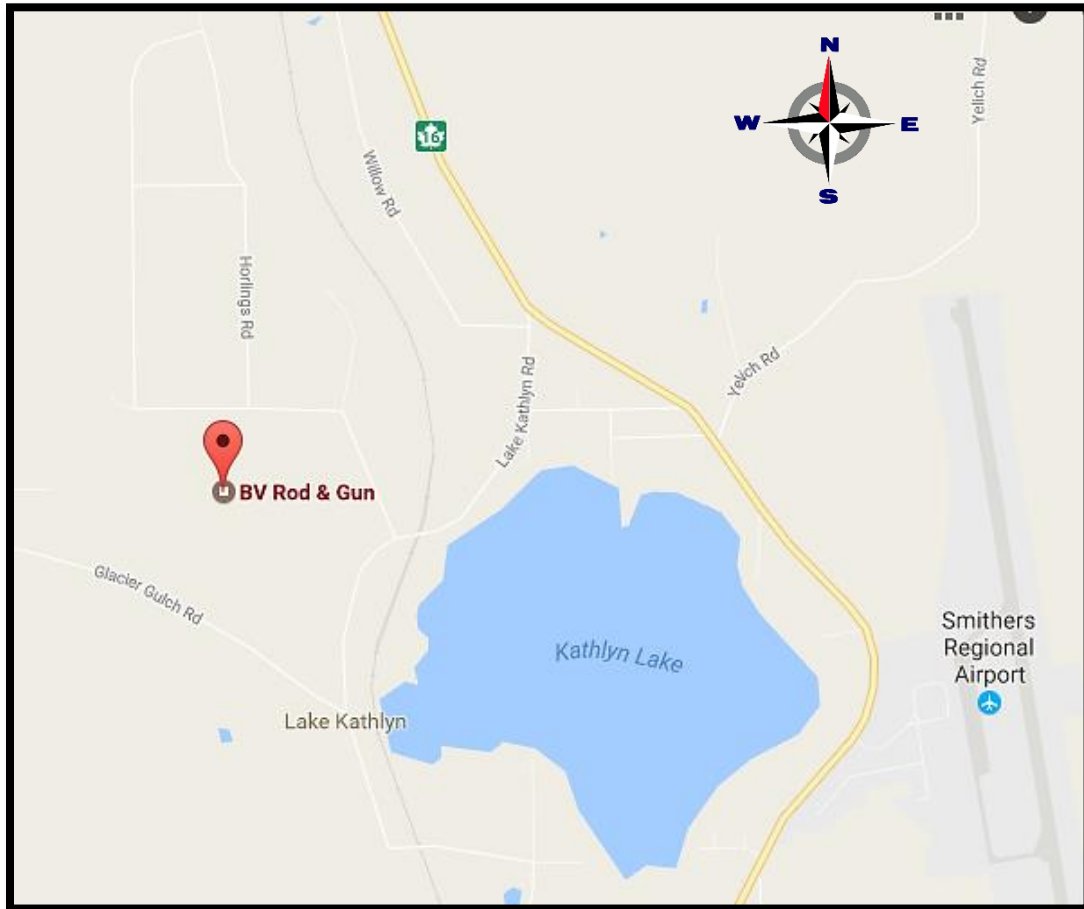 N
W
E
S
16
Yelich Rd
Willow Rd
Horlings Rd
Yelich Rd
Lake Kathlyn Rd
BV Rod & Gun
Glacier Gulch Rd
Smithers
Regional
Airport
Kathlyn Lake
Lake Kathlyn